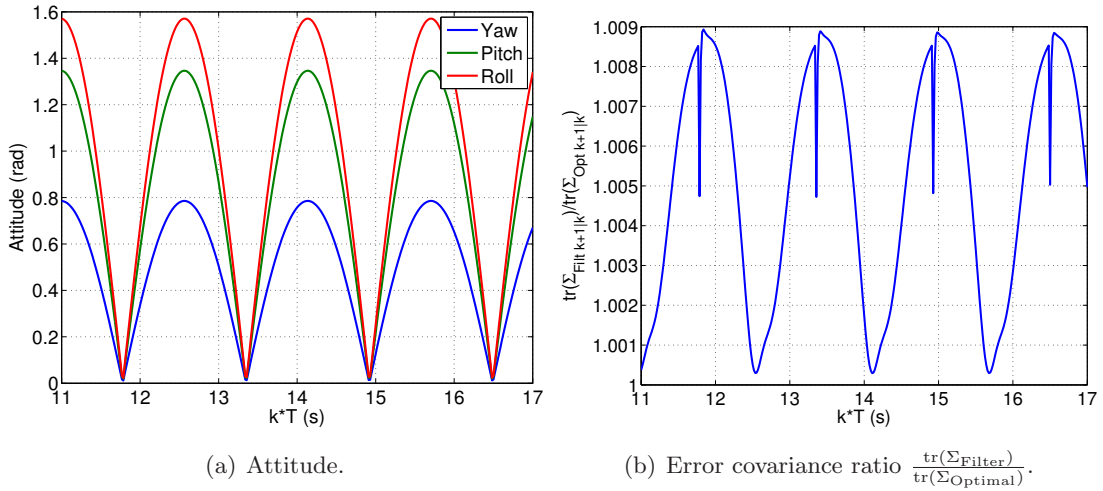 1.6
1.4
1.2
1
0.8
0.6
0.4
0.2
0
Attitude (rad)
Yaw
Pitch
Roll
11 12 13 14 15 16 17
k*T (s)
(a) Attitude.
1.009
1.008
1.007
1.006
1.005
1.004
1.003
1.002
1.001
1
tr(Σ_Filt k+1|k)/tr(Σ_Opt k+1|k)
11 12 13 14 15 16 17
k*T (s)
(b) Error covariance ratio tr(Σ_Filter)/tr(Σ_Optimal).